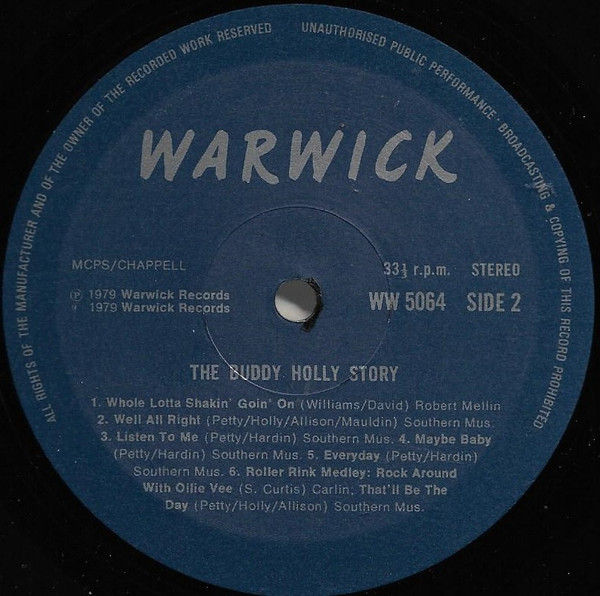 ALL RIGHTS OF THE MANUFACTURER AND OF THE OWNER OF THE RECORDED WORK RESERVED
UNAUTHORISED PUBLIC PERFORMANCE · BROADCASTING & COPYING OF THIS RECORD PROHIBITED.
WARWICK
MCPS/CHAPPELL
33⅓ r.p.m. STEREO
℗ 1979 Warwick Records
1979 Warwick Records
WW 5064 SIDE 2
THE BUDDY HOLLY STORY
1. Whole Lotta Shakin' Goin' On (Williams/David) Robert Mellin
2. Well All Right (Petty/Holly/Allison/Mauldin) Southern Mus.
3. Listen To Me (Petty/Hardin) Southern Mus. 4. Maybe Baby
(Petty/Hardin) Southern Mus. 5. Everyday (Petty/Hardin)
Southern Mus. 6. Roller Rink Medley: Rock Around
With Ollie Vee (S. Curtis) Carlin, That'll Be The
Day (Petty/Holly/Allison) Southern Mus.